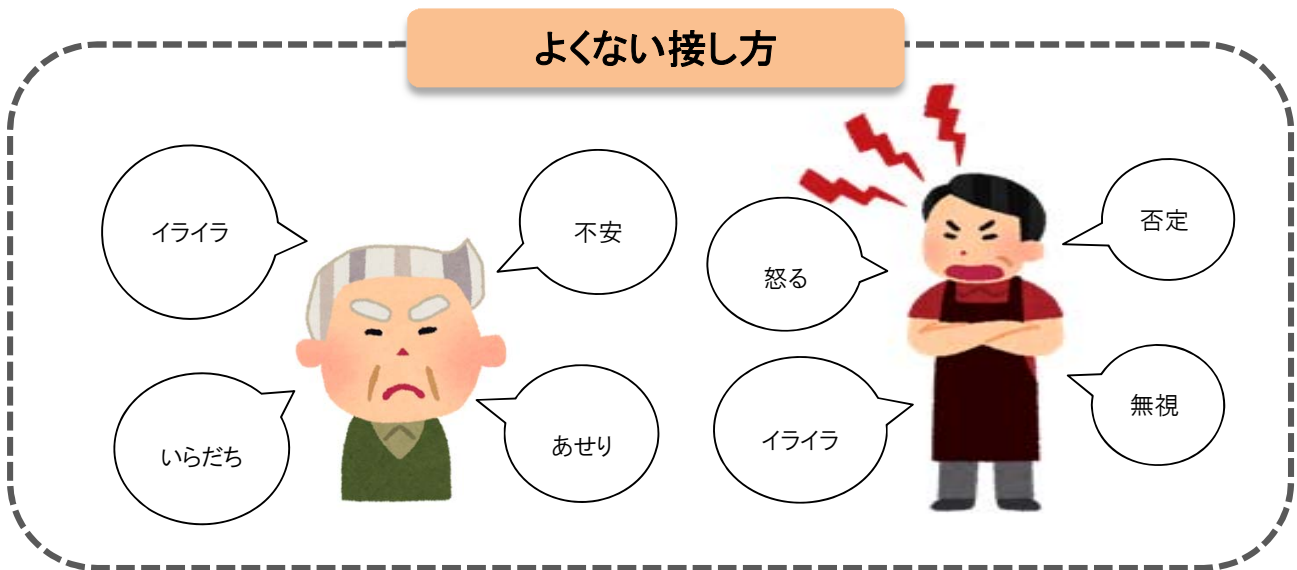 よくない接し方
イライラ
不安
いらだち
あせり
怒る
否定
イライラ
無視